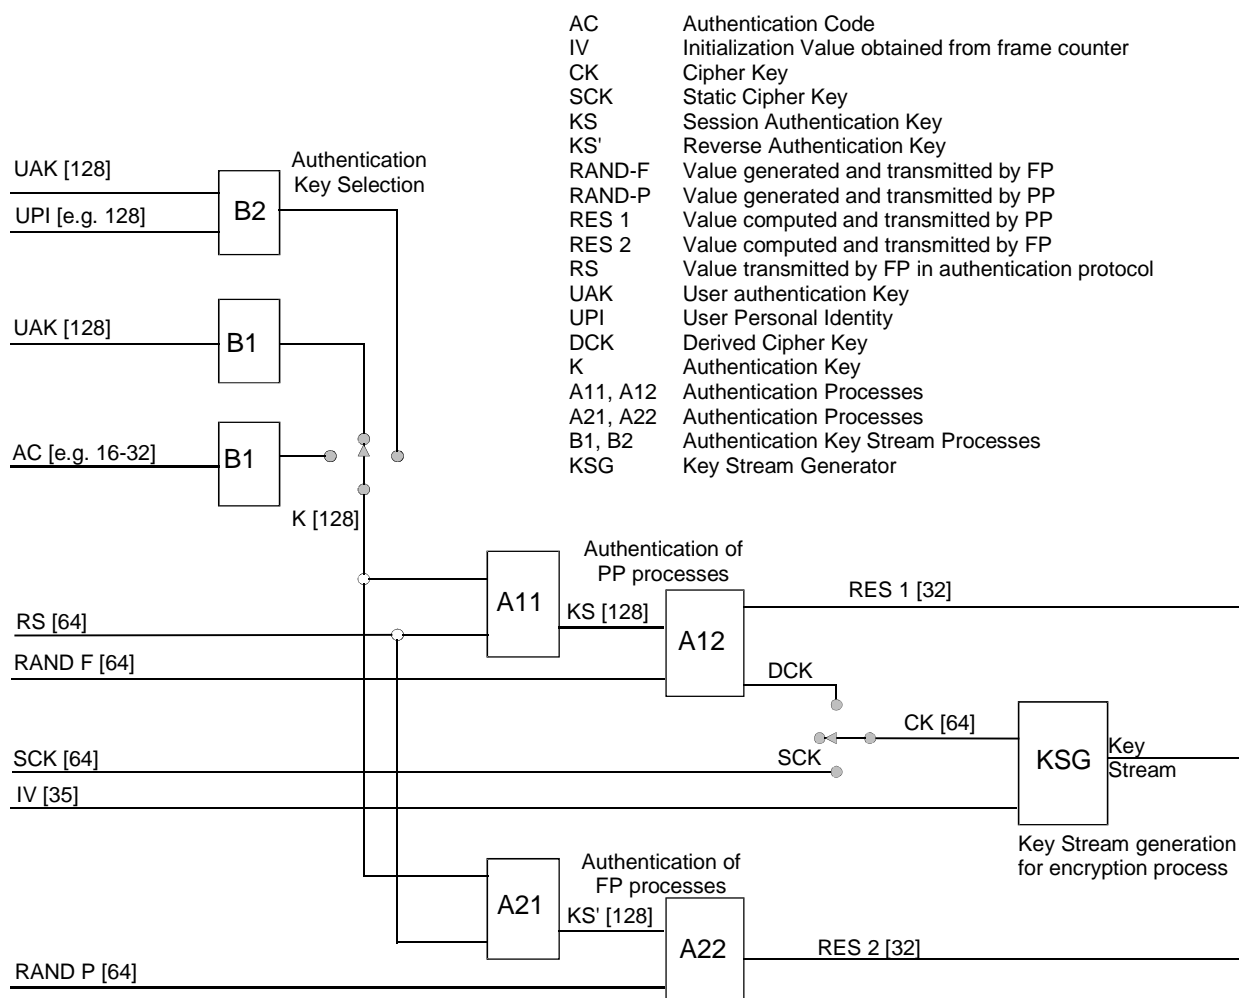 AC Authentication Code
IV Initialization Value obtained from frame counter
CK Cipher Key
SCK Static Cipher Key
KS Session Authentication Key
KS' Reverse Authentication Key
RAND-F Value generated and transmitted by FP
RAND-P Value generated and transmitted by PP
RES 1 Value computed and transmitted by PP
RES 2 Value computed and transmitted by FP
RS Value transmitted by FP in authentication protocol
UAK User authentication Key
UPI User Personal Identity
DCK Derived Cipher Key
K Authentication Key
A11, A12 Authentication Processes
A21, A22 Authentication Processes
B1, B2 Authentication Key Stream Processes
KSG Key Stream Generator
UAK [128]
UPI [e.g. 128]
B2
Authentication
Key Selection
UAK [128]
B1
AC [e.g. 16-32]
B1
K [128]
Authentication of
PP processes
A11
KS [128]
A12
RES 1 [32]
RS [64]
RAND F [64]
DCK
CK [64]
SCK [64]
SCK
KSG
Key
Stream
IV [35]
Key Stream generation
for encryption process
Authentication of
FP processes
A21
KS' [128]
A22
RES 2 [32]
RAND P [64]